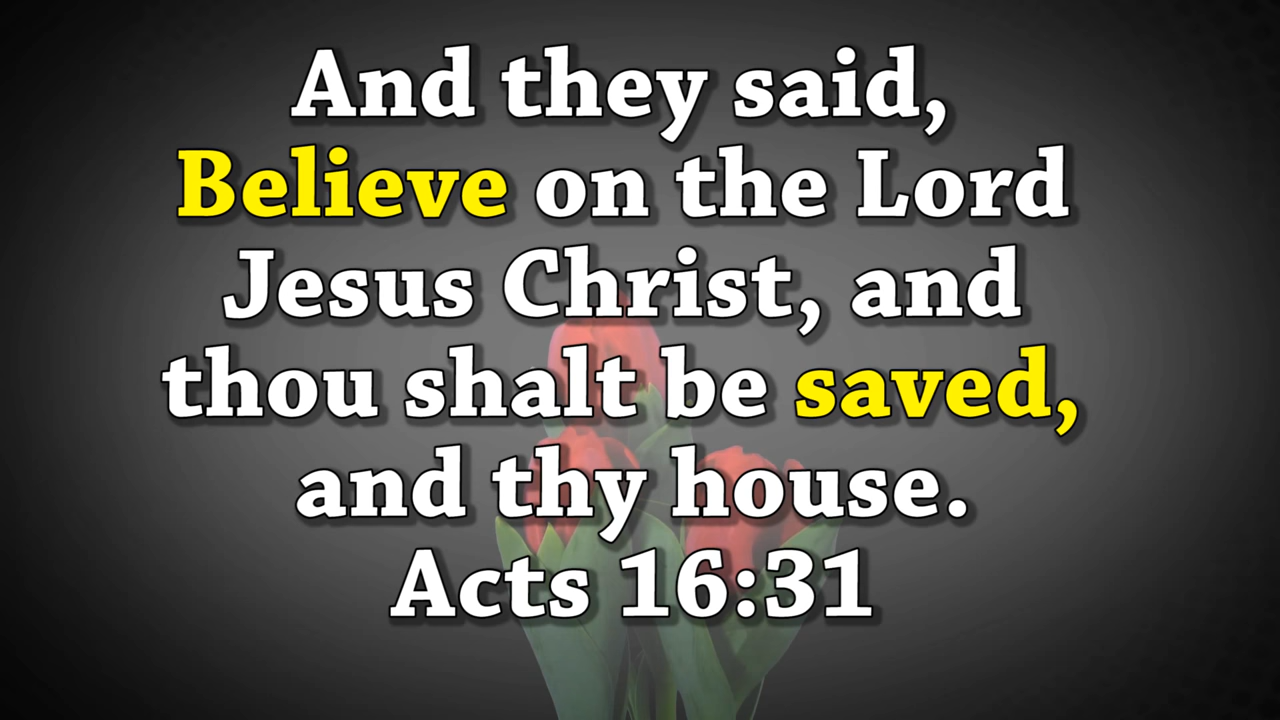 And they said,
Believe on the Lord
Jesus Christ, and
thou shalt be saved,
and thy house.
Acts 16:31